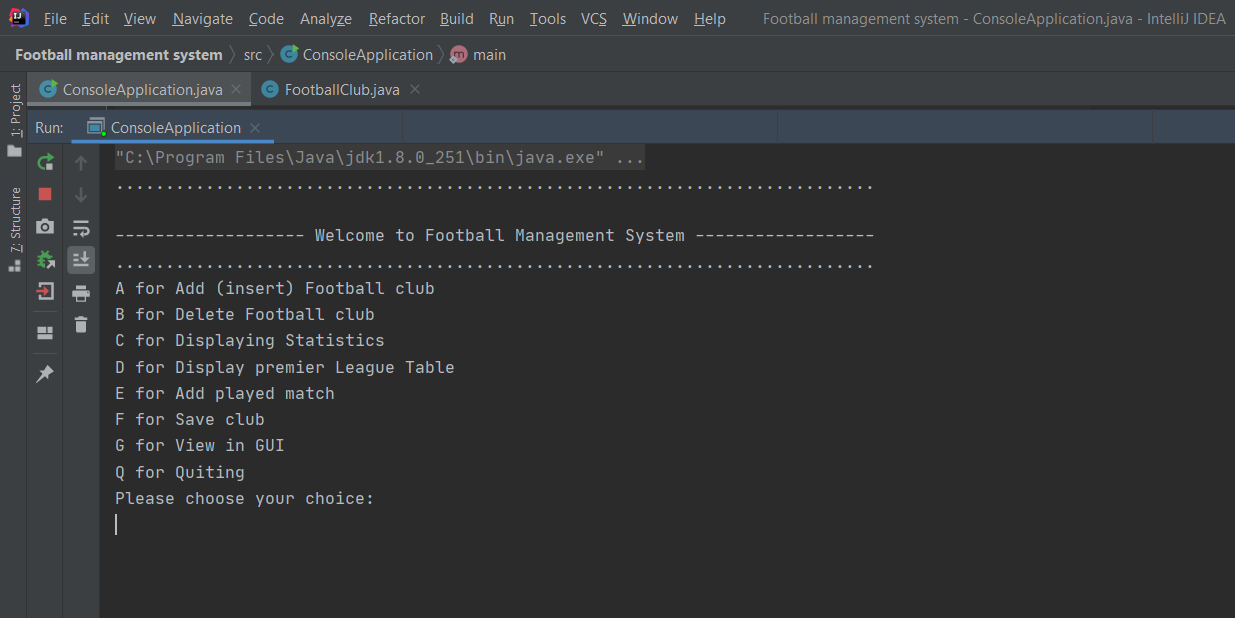 File Edit View Navigate Code Analyze Refactor Build Run Tools VCS Window Help Football management system - ConsoleApplication.java - IntelliJ IDEA
Football management system src ConsoleApplication main
ConsoleApplication.java FootballClub.java
1: Project
7: Structure
Run: ConsoleApplication
"C:\Program Files\Java\jdk1.8.0_251\bin\java.exe" ...
............................................................................
------------------- Welcome to Football Management System ------------------
............................................................................
A for Add (insert) Football club
B for Delete Football club
C for Displaying Statistics
D for Display premier League Table
E for Add played match
F for Save club
G for View in GUI
Q for Quiting
Please choose your choice: